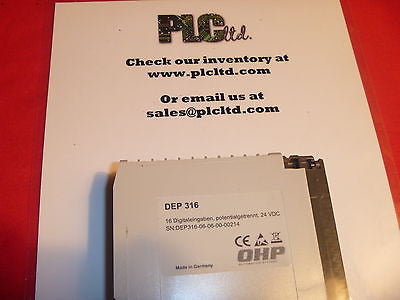 PLC ltd.
Check our inventory at
www.plcltd.com
Or email us at
sales@plcltd.com
DEP 316
16 Digitaleingaben, potentialgetrennt, 24 VDC
SN:DEP316-06-06-00-00214
CE
OHP
Made in Germany